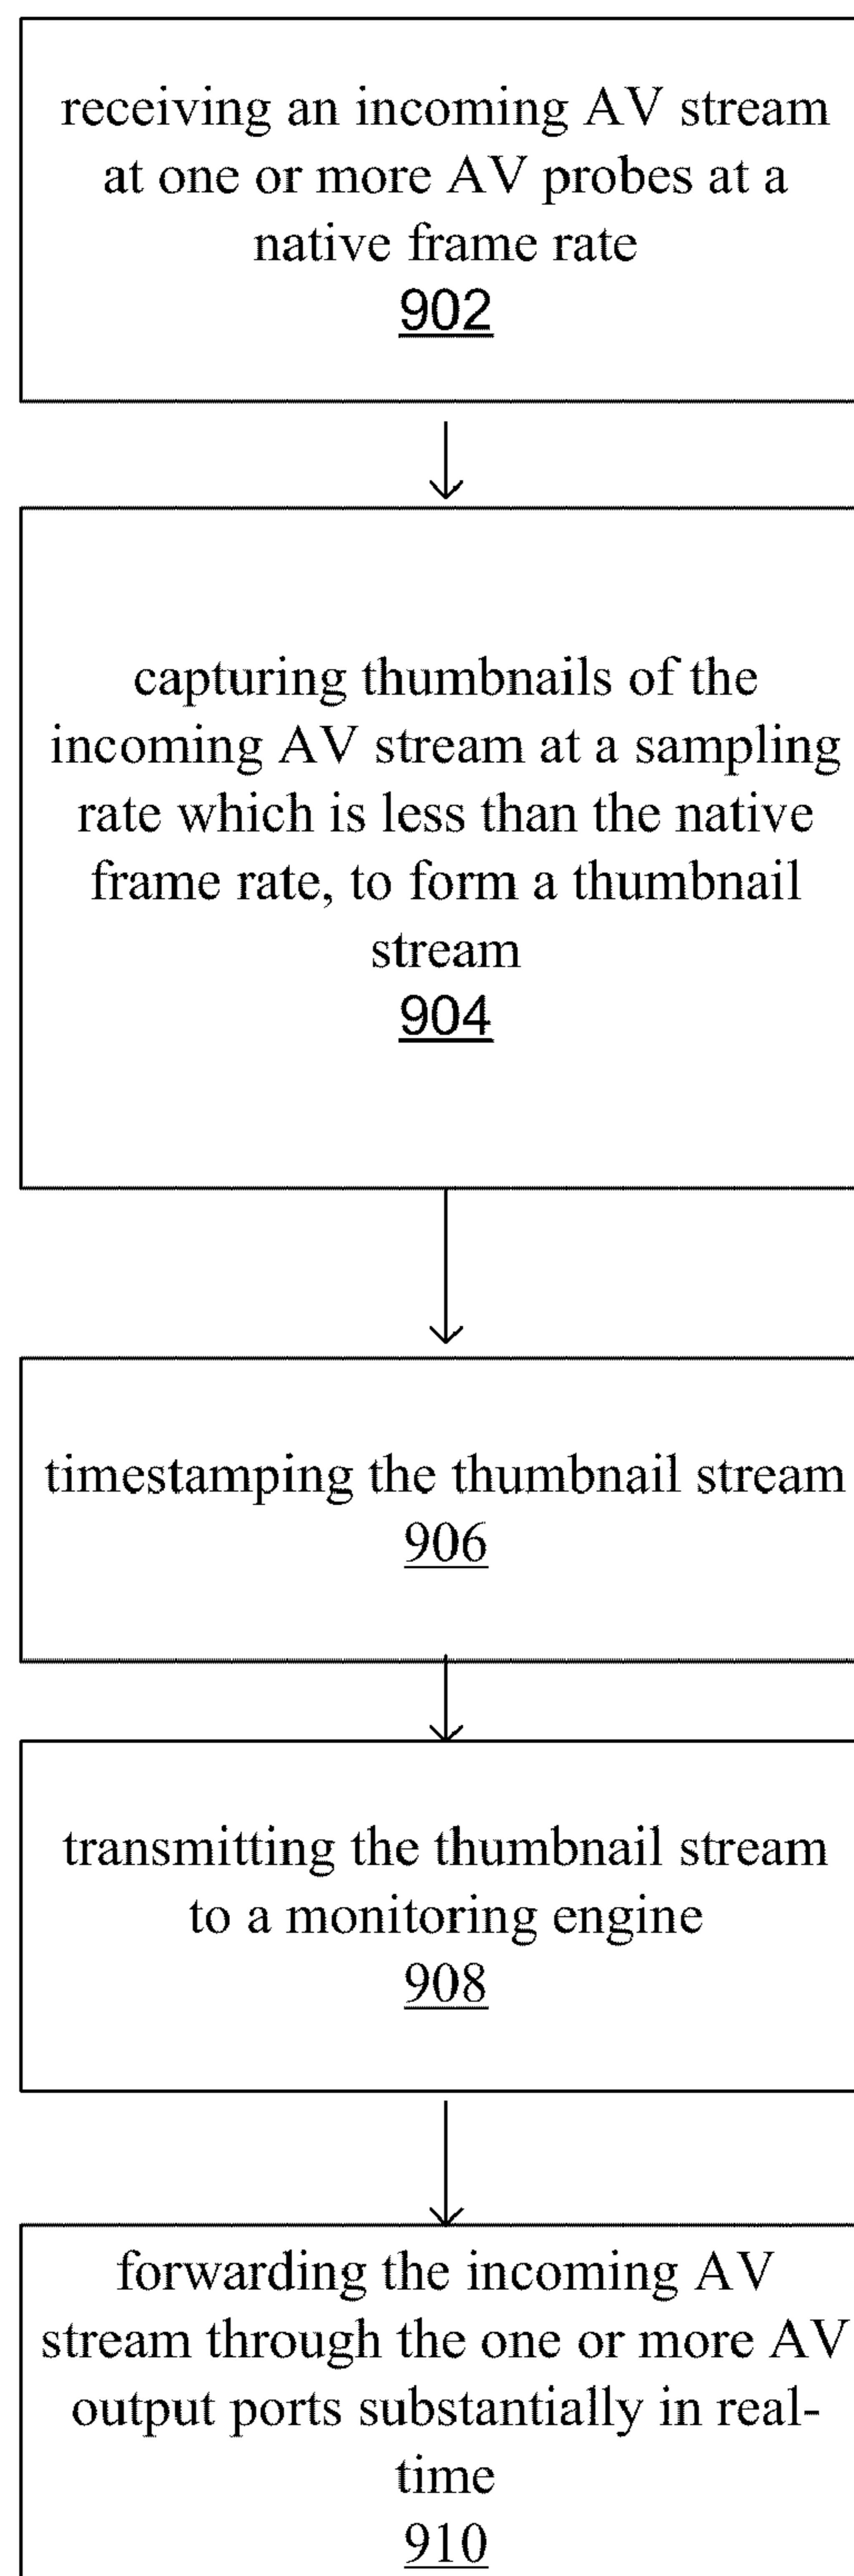 receiving an incoming AV stream
at one or more AV probes at a
native frame rate
902
capturing thumbnails of the
incoming AV stream at a sampling
rate which is less than the native
frame rate, to form a thumbnail
stream
904
timestamping the thumbnail stream
906
transmitting the thumbnail stream
to a monitoring engine
908
forwarding the incoming AV
stream through the one or more AV
output ports substantially in real-
time
910